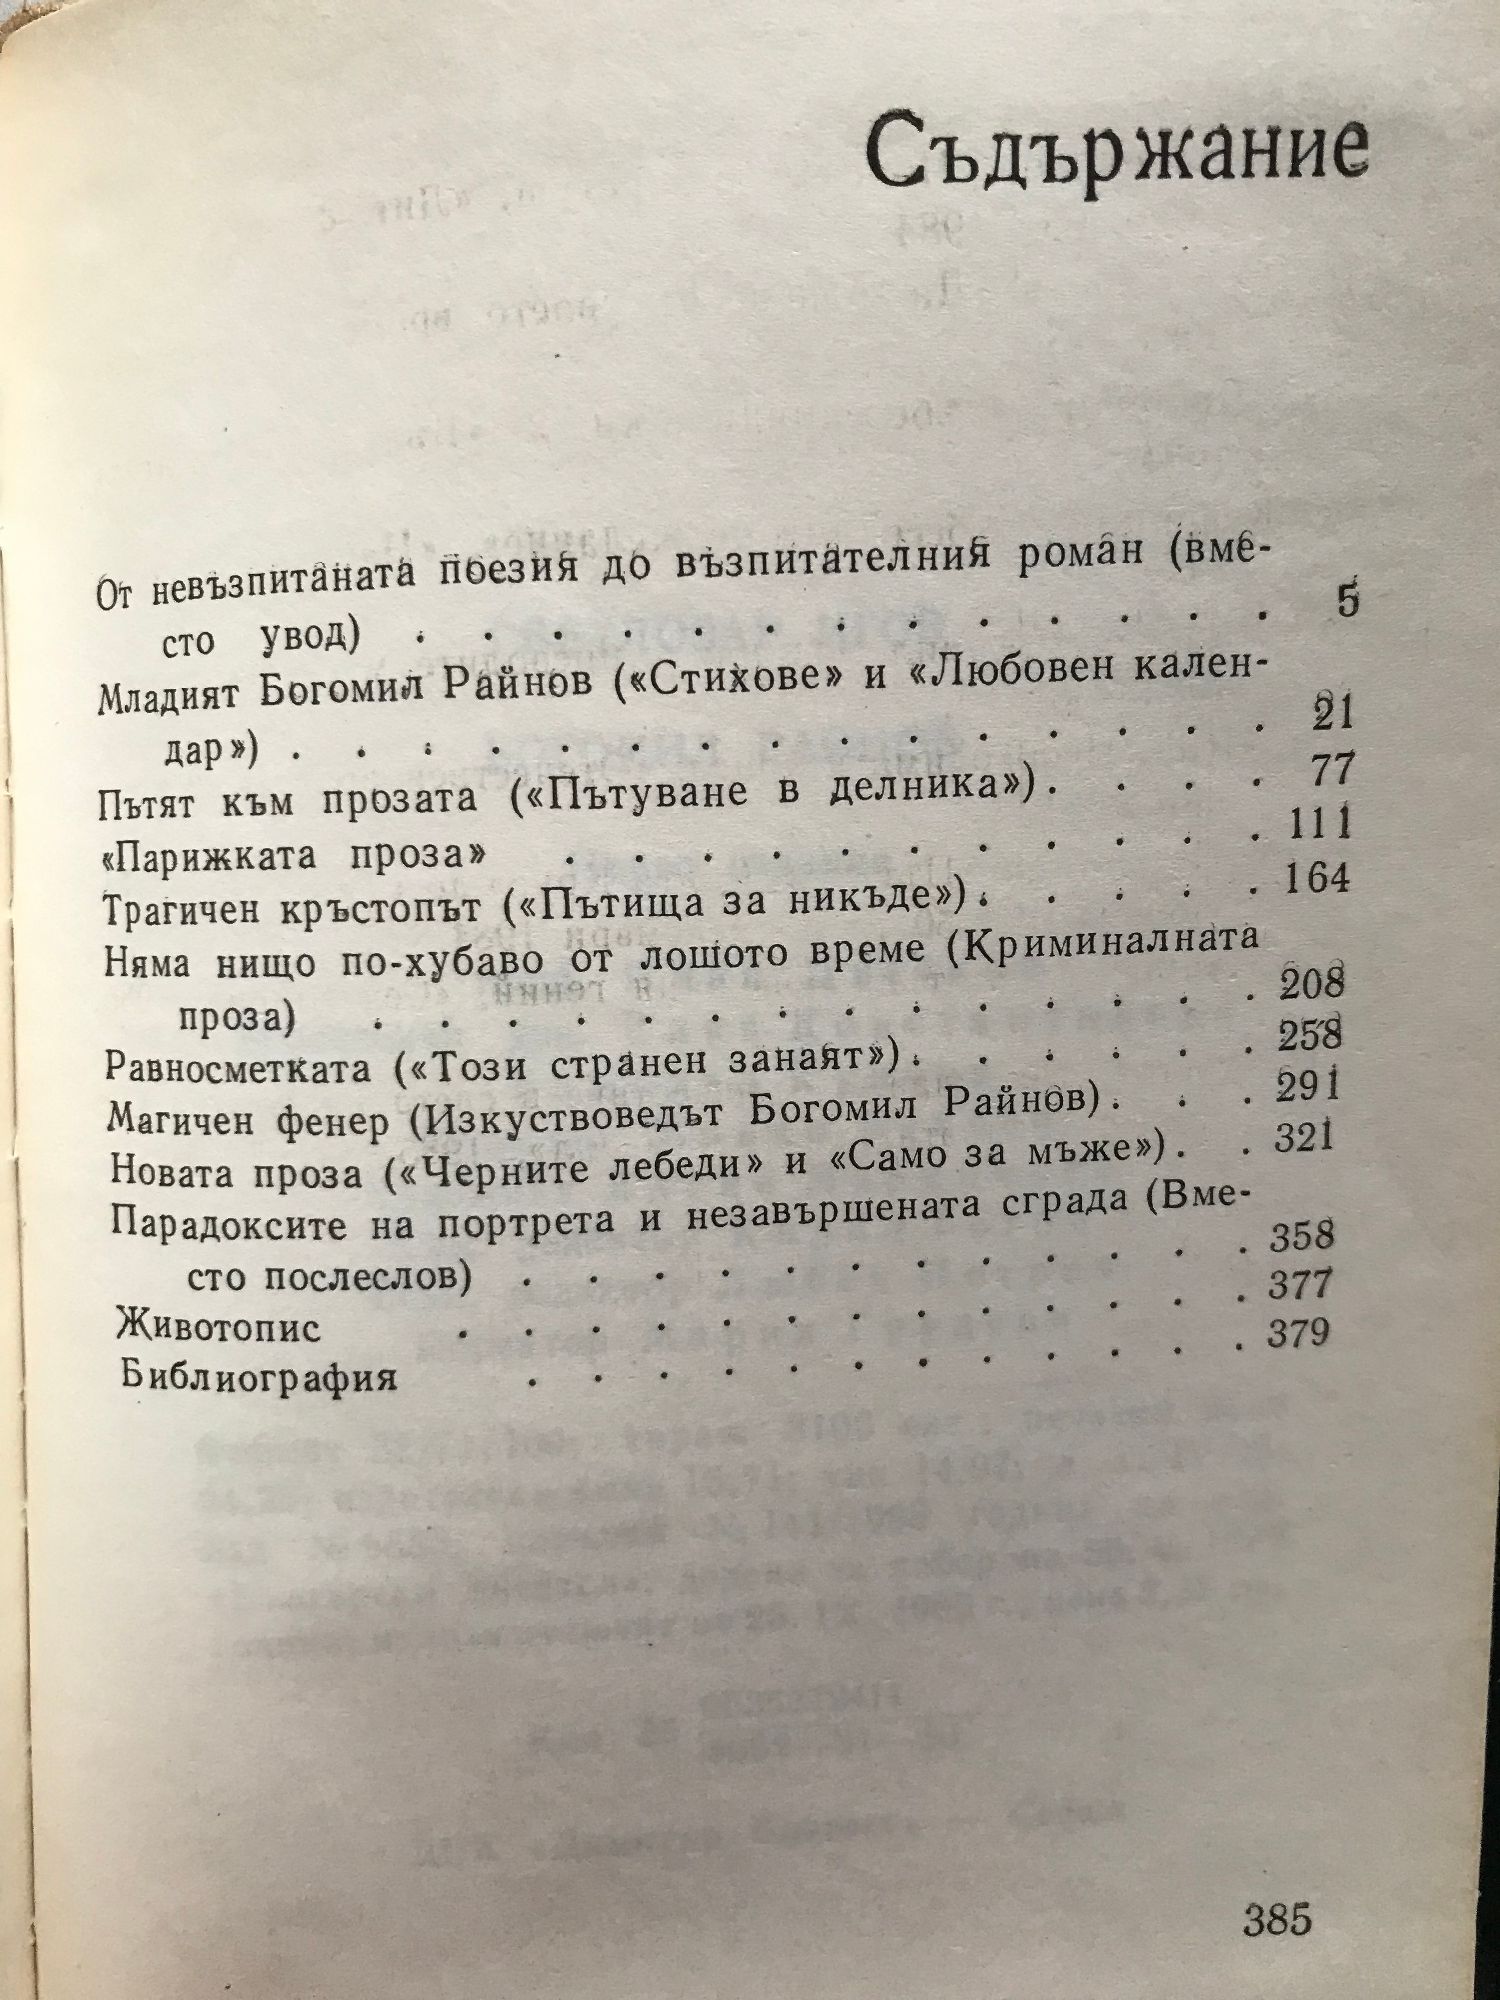 Съдържание
От невъзпитаната поезия до възпитателния роман (вме-
сто увод) . . . . . . . . . . . . . 5
Младият Богомил Райнов («Стихове» и «Любовен кален-
дар») . . . . . . . . . . . . . . . 21
Пътят към прозата («Пътуване в делника») . . . . 77
«Парижката проза» . . . . . . . . . . . 111
Трагичен кръстопът («Пътища за никъде») . . . . . 164
Няма нищо по-хубаво от лошото време (Криминалната
проза) . . . . . . . . . . . . . . 208
Равносметката («Този странен занаят») . . . . . . 258
Магичен фенер (Изкуствоведът Богомил Райнов) . . . 291
Новата проза («Черните лебеди» и «Само за мъже») . . 321
Парадоксите на портрета и незавършената сграда (Вме-
сто послеслов) . . . . . . . . . . . . 358
Животопис . . . . . . . . . . . . . 377
Библиография . . . . . . . . . . . . 379
385